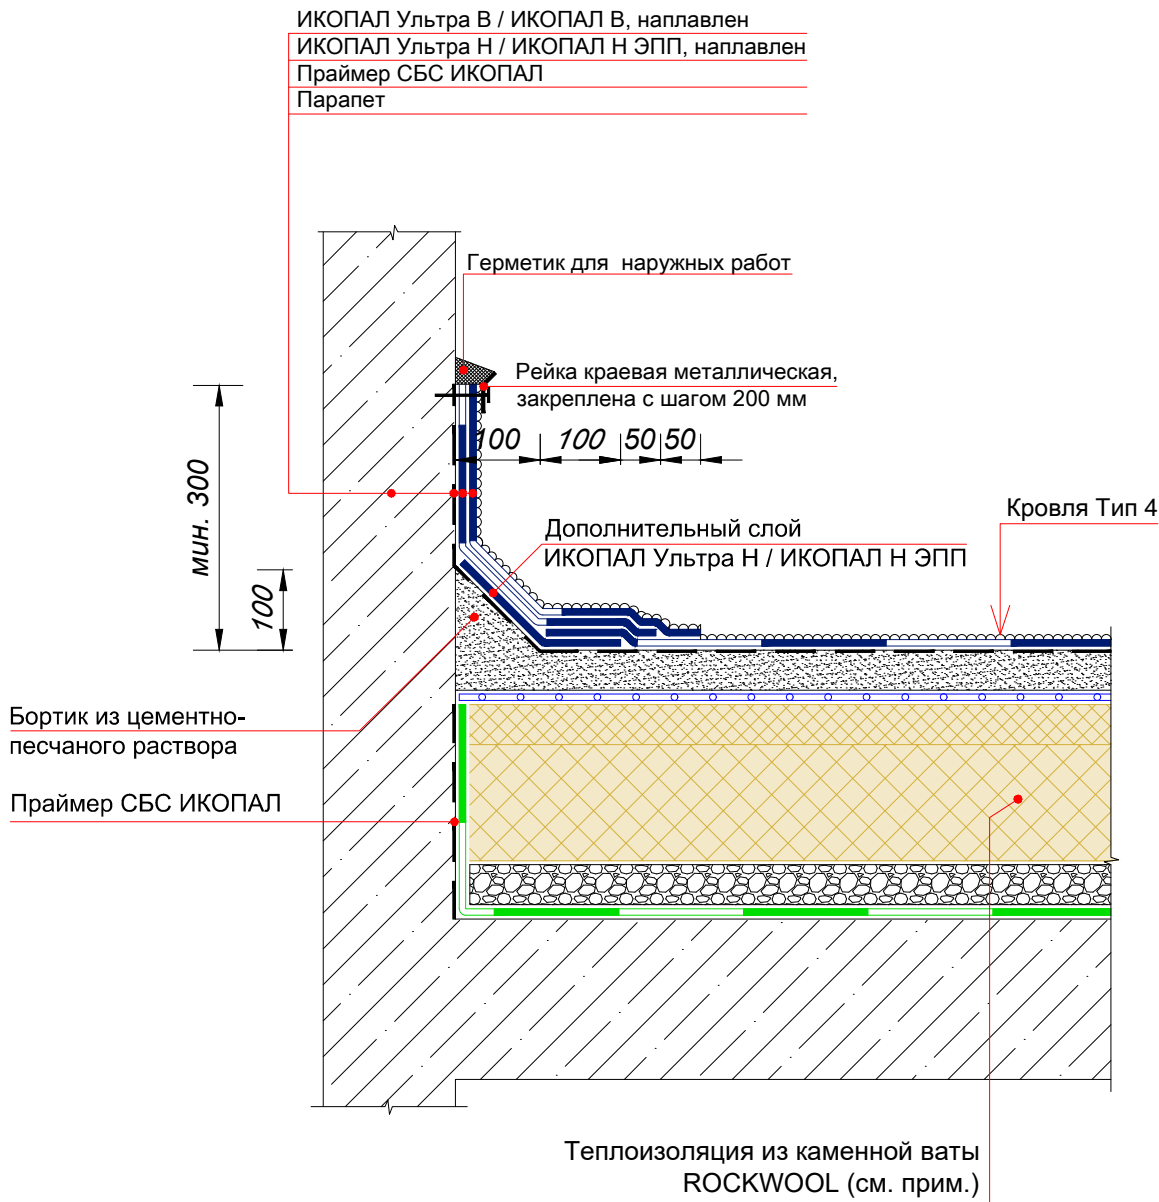 ИКОПАЛ Ультра В / ИКОПАЛ В, наплавлен
ИКОПАЛ Ультра Н / ИКОПАЛ Н ЭПП, наплавлен
Праймер СБС ИКОПАЛ
Парапет
Герметик для наружных работ
Рейка краевая металлическая,
закреплена с шагом 200 мм
100 100 50 50
мин. 300
100
Кровля Тип 4
Дополнительный слой
ИКОПАЛ Ультра Н / ИКОПАЛ Н ЭПП
Бортик из цементно-
песчаного раствора
Праймер СБС ИКОПАЛ
Теплоизоляция из каменной ваты
ROCKWOOL (см. прим.)